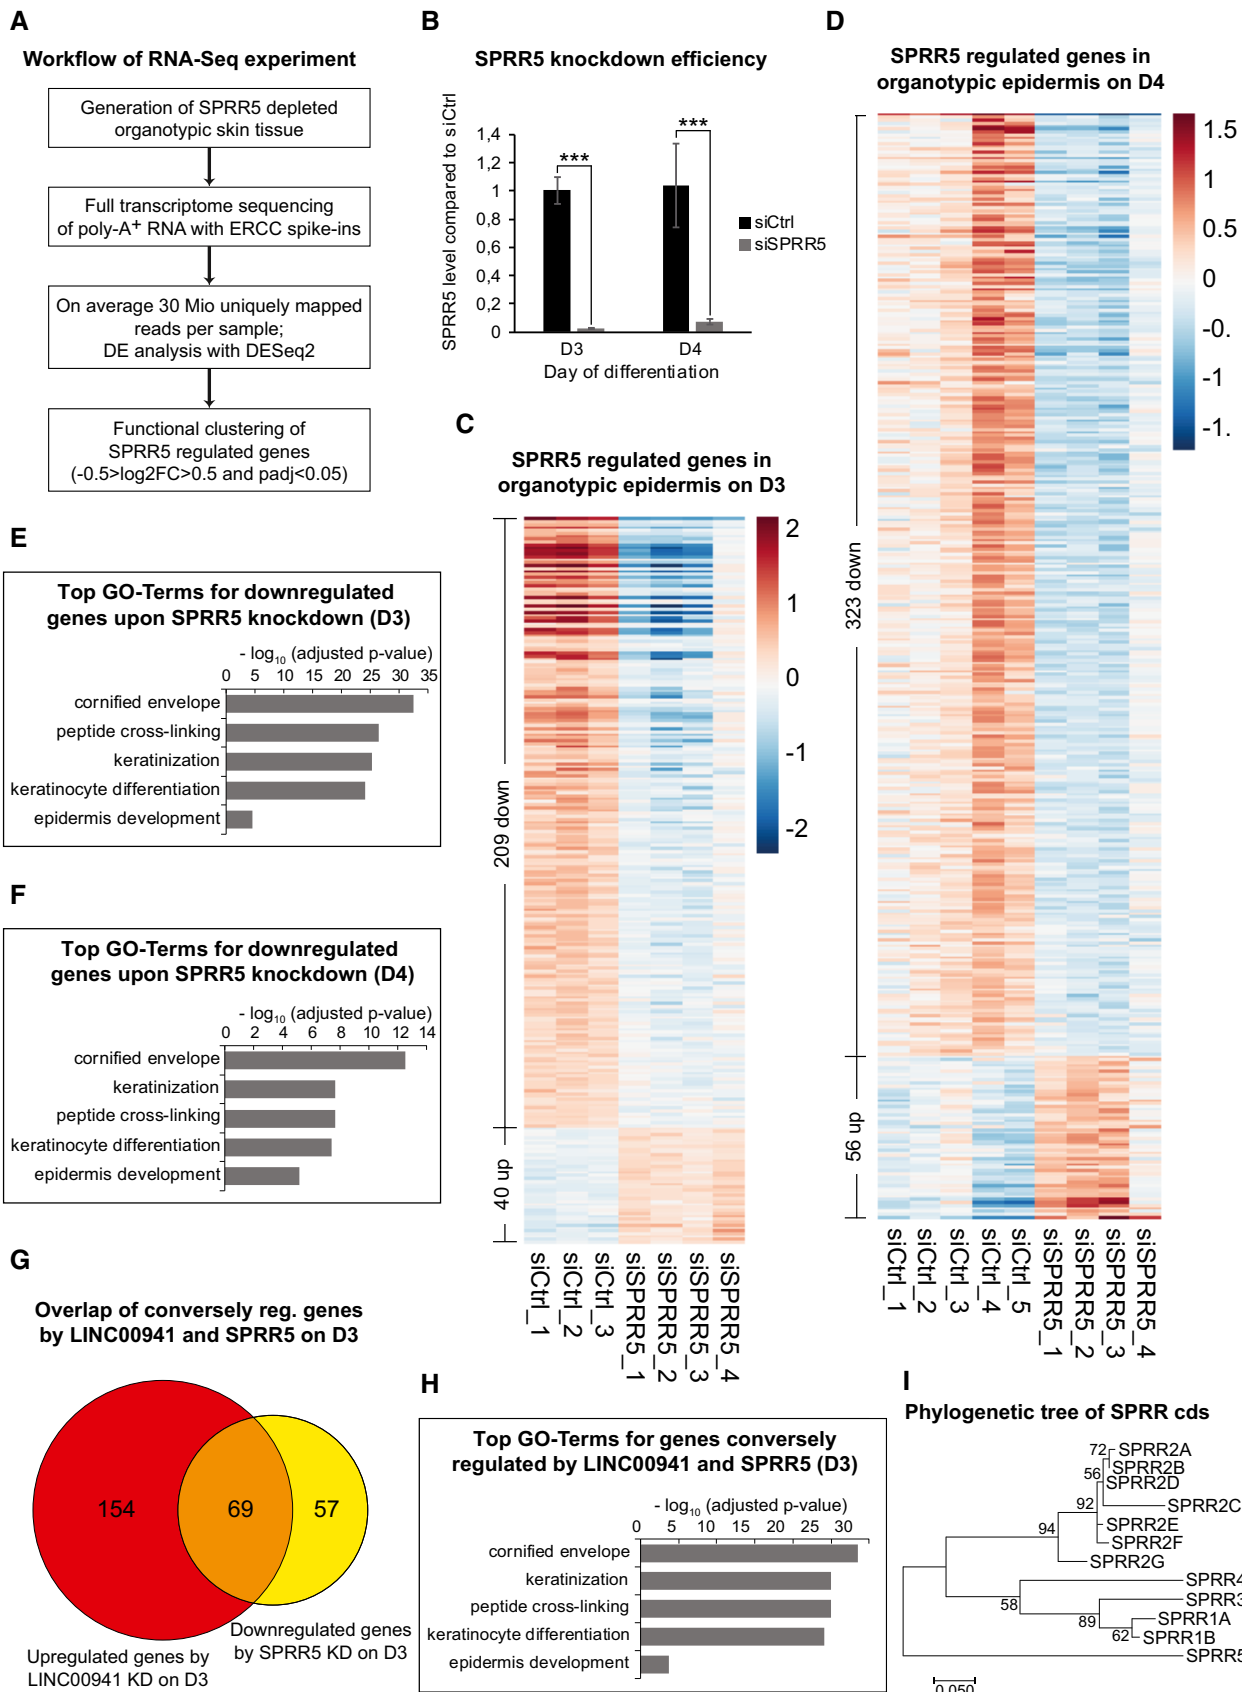 A
Workflow of RNA-Seq experiment
Generation of SPRR5 depleted
organotypic skin tissue
Full transcriptome sequencing
of poly-A+ RNA with ERCC spike-ins
On average 30 Mio uniquely mapped
reads per sample;
DE analysis with DESeq2
Functional clustering of
SPRR5 regulated genes
(-0.5>log2FC>0.5 and padj<0.05)
B
SPRR5 knockdown efficiency
SPRR5 level compared to siCtrl
1,4
1,2
1
0,8
0,6
0,4
0,2
0
***
***
siCtrl
siSPRR5
D3
D4
Day of differentiation
C
SPRR5 regulated genes in
organotypic epidermis on D3
209 down
40 up
2
1
0
-1
-2
siCtrl_1
siCtrl_2
siCtrl_3
siSPRR5_1
siSPRR5_2
siSPRR5_3
siSPRR5_4
D
SPRR5 regulated genes in
organotypic epidermis on D4
323 down
56 up
1.5
1
0.5
0
-0.
-1
-1.
siCtrl_1
siCtrl_2
siCtrl_3
siCtrl_4
siCtrl_5
siSPRR5_1
siSPRR5_2
siSPRR5_3
siSPRR5_4
E
Top GO-Terms for downregulated
genes upon SPRR5 knockdown (D3)
- log10 (adjusted p-value)
0 5 10 15 20 25 30 35
cornified envelope
peptide cross-linking
keratinization
keratinocyte differentiation
epidermis development
F
Top GO-Terms for downregulated
genes upon SPRR5 knockdown (D4)
- log10 (adjusted p-value)
0 2 4 6 8 10 12 14
cornified envelope
keratinization
peptide cross-linking
keratinocyte differentiation
epidermis development
G
Overlap of conversely reg. genes
by LINC00941 and SPRR5 on D3
154
69
57
Downregulated genes
by SPRR5 KD on D3
Upregulated genes by
LINC00941 KD on D3
H
Top GO-Terms for genes conversely
regulated by LINC00941 and SPRR5 (D3)
- log10 (adjusted p-value)
0 5 10 15 20 25 30
cornified envelope
keratinization
peptide cross-linking
keratinocyte differentiation
epidermis development
I
Phylogenetic tree of SPRR cds
72
SPRR2A
SPRR2B
56
SPRR2D
92
SPRR2C
SPRR2E
94
SPRR2F
SPRR2G
SPRR4
58
SPRR3
89
SPRR1A
62
SPRR1B
SPRR5
0.050